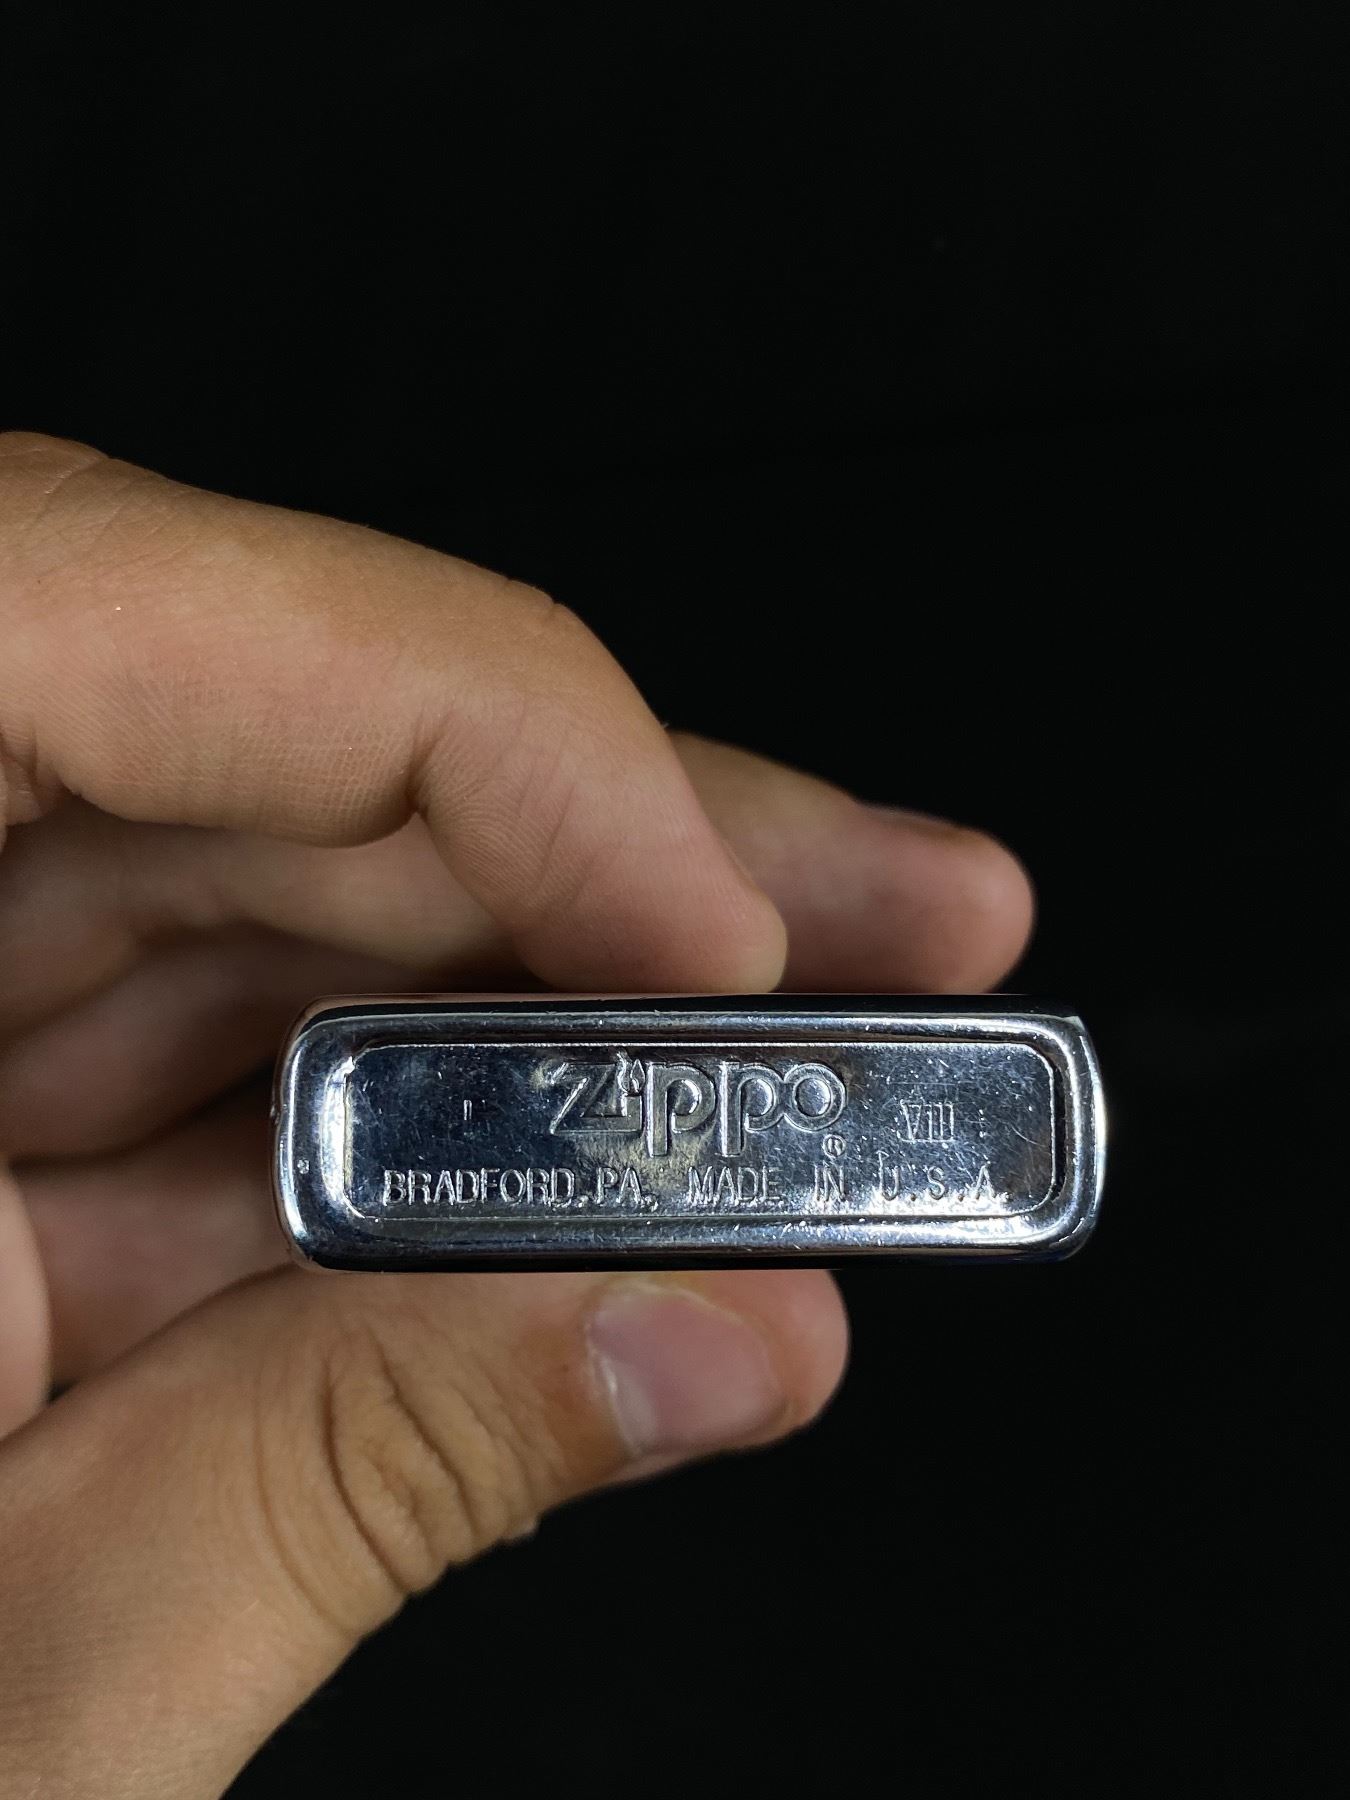 Zippo ® VIII
BRADFORD, PA. MADE IN U.S.A.